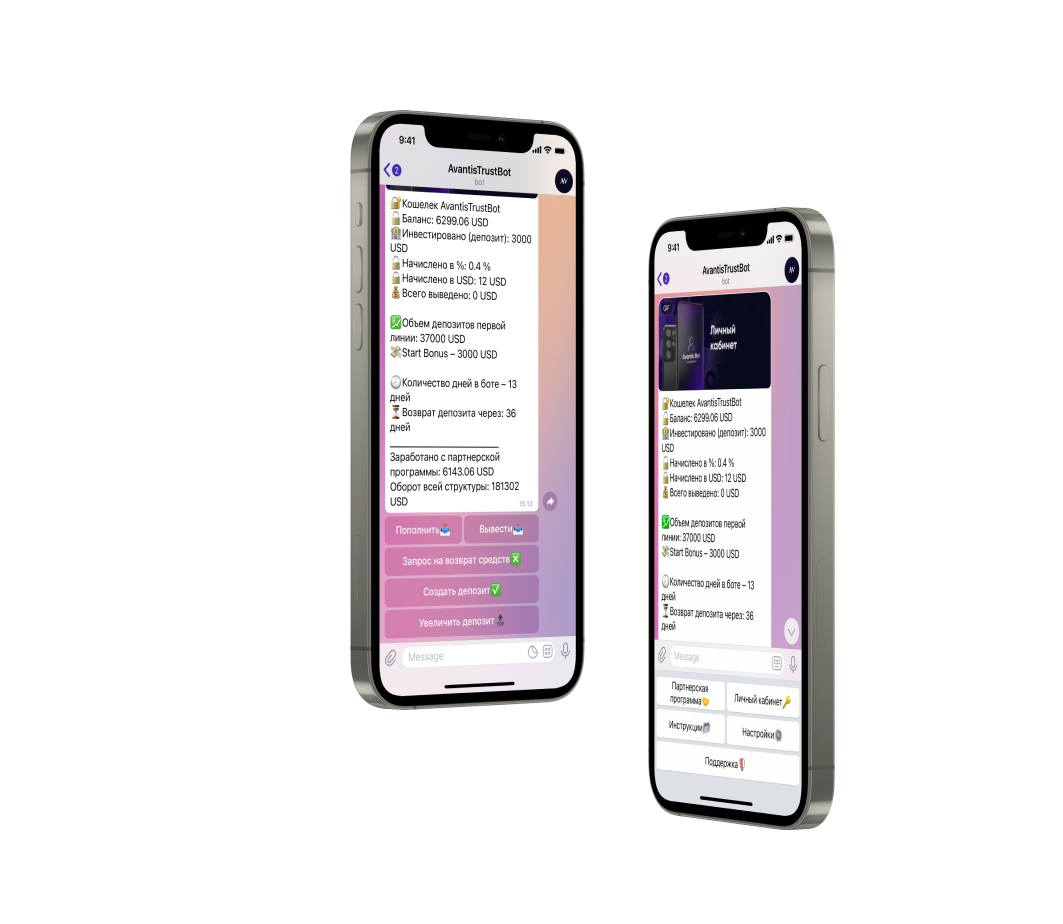 9:41
2
AvantisTrustBot
bot
🔐Кошелек AvantisTrustBot
🔒Баланс: 6299.06 USD
🏦Инвестировано (депозит): 3000
USD
🔒Начислено в %: 0.4 %
🔒Начислено в USD: 12 USD
💰Всего выведено: 0 USD
💹Объем депозитов первой
линии: 37000 USD
💸Start Bonus – 3000 USD
🕗Количество дней в боте – 13
дней
⏳Возврат депозита через: 36
дней
Заработано с партнерской
программы: 6143.06 USD
Оборот всей структуры: 181302
USD
15:13
Пополнить📥 Вывести📤
Запрос на возврат средств❎
Создать депозит✅
Увеличить депозит🔝
Message
9:41
2
AvantisTrustBot
bot
GIF
Личный
кабинет
Avantis Bot
🔐Кошелек AvantisTrustBot
🔒Баланс: 6299.06 USD
🏦Инвестировано (депозит): 3000
USD
🔒Начислено в %: 0.4 %
🔒Начислено в USD: 12 USD
💰Всего выведено: 0 USD
💹Объем депозитов первой
линии: 37000 USD
💸Start Bonus – 3000 USD
🕗Количество дней в боте – 13
дней
⏳Возврат депозита через: 36
дней
Message
Партнерская
программа🤝 Личный кабинет🔑
Инструкции🗂 Настройки⚙️
Поддержка